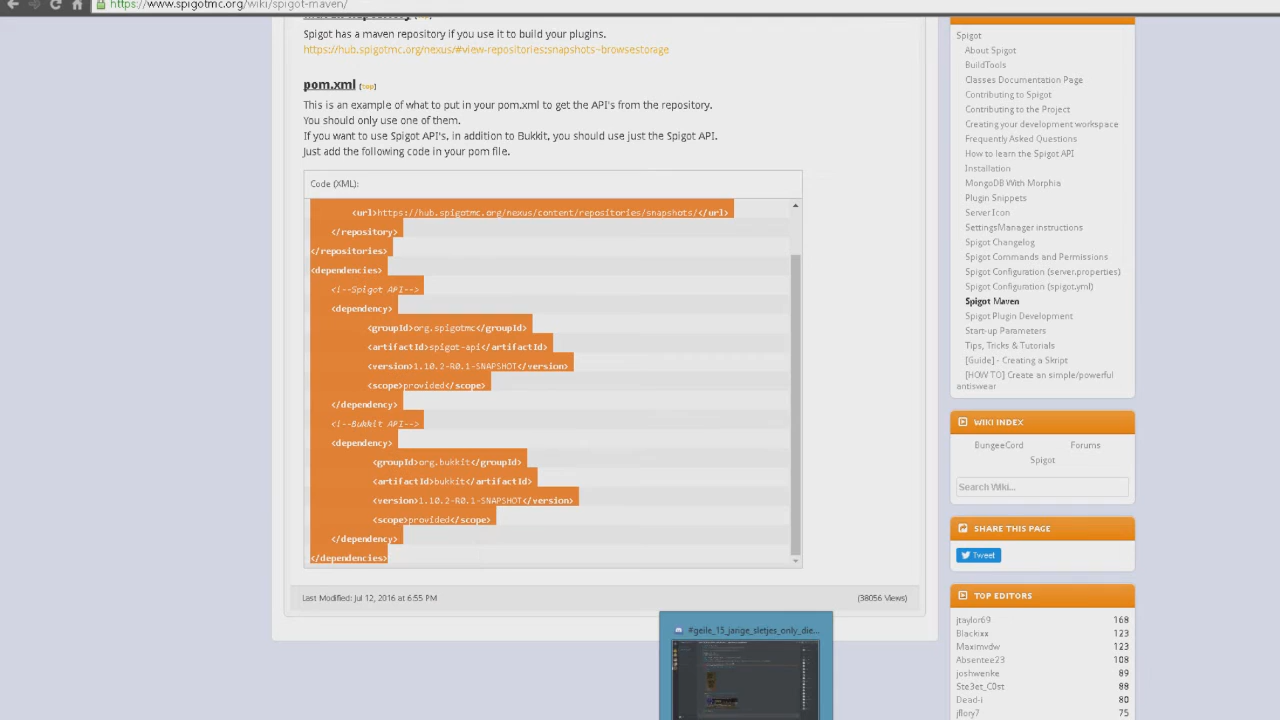 https://www.spigotmc.org/wiki/spigot-maven/
Maven Repository [top]
Spigot has a maven repository if you use it to build your plugins.
https://hub.spigotmc.org/nexus/#view-repositories;snapshots~browsestorage
pom.xml [top]
This is an example of what to put in your pom.xml to get the API's from the repository.
You should only use one of them.
If you want to use Spigot API's, in addition to Bukkit, you should use just the Spigot API.
Just add the following code in your pom file.
Code (XML):
<url>https://hub.spigotmc.org/nexus/content/repositories/snapshots/</url>
</repository>
</repositories>
<dependencies>
<!--Spigot API-->
<dependency>
<groupId>org.spigotmc</groupId>
<artifactId>spigot-api</artifactId>
<version>1.10.2-R0.1-SNAPSHOT</version>
<scope>provided</scope>
</dependency>
<!--Bukkit API-->
<dependency>
<groupId>org.bukkit</groupId>
<artifactId>bukkit</artifactId>
<version>1.10.2-R0.1-SNAPSHOT</version>
<scope>provided</scope>
</dependency>
</dependencies>
Last Modified: Jul 12, 2016 at 6:55 PM
(38056 Views)
#geile_15_jarige_sletjes_only_die...
Spigot
About Spigot
BuildTools
Classes Documentation Page
Contributing to Spigot
Contributing to the Project
Creating your development workspace
Frequently Asked Questions
How to learn the Spigot API
Installation
MongoDB With Morphia
Plugin Snippets
Server Icon
SettingsManager instructions
Spigot Changelog
Spigot Commands and Permissions
Spigot Configuration (server.properties)
Spigot Configuration (spigot.yml)
Spigot Maven
Spigot Plugin Development
Start-up Parameters
Tips, Tricks & Tutorials
[Guide] - Creating a Skript
[HOW TO] Create an simple/powerful
antiswear
WIKI INDEX
BungeeCord Forums
Spigot
Search Wiki...
SHARE THIS PAGE
Tweet
TOP EDITORS
jtaylor69 168
Blackixx 123
Maximvdw 123
Absentee23 108
joshwenke 89
Ste3et_C0st 88
Dead-i 80
jflory7 75